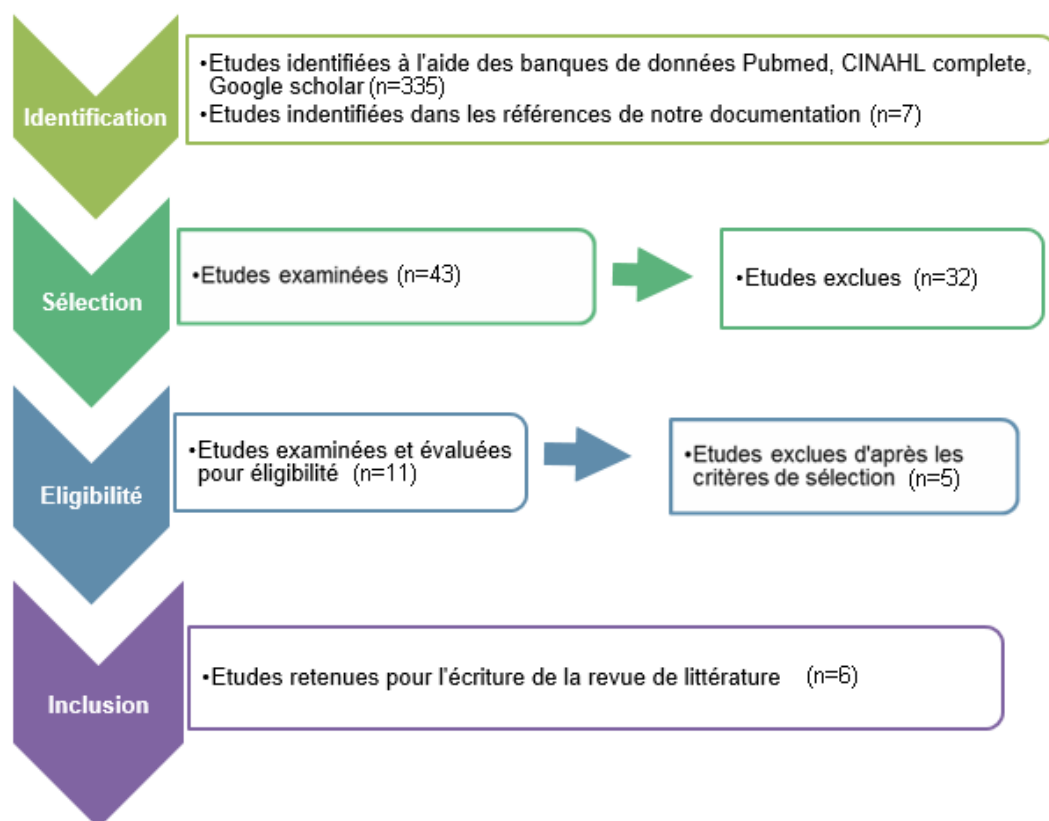 Identification
•Etudes identifiées à l'aide des banques de données Pubmed, CINAHL complete,
Google scholar (n=335)
•Etudes indentifiées dans les références de notre documentation (n=7)
Sélection
•Etudes examinées (n=43)
•Etudes exclues (n=32)
Eligibilité
•Etudes examinées et évaluées
pour éligibilité (n=11)
•Etudes exclues d'après les
critères de sélection (n=5)
Inclusion
•Etudes retenues pour l'écriture de la revue de littérature (n=6)